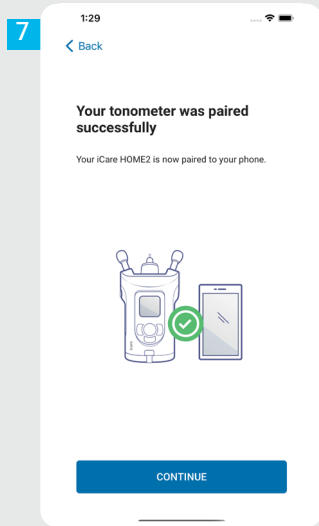 7
1:29
Back
Your tonometer was paired
successfully
Your iCare HOME2 is now paired to your phone.
CONTINUE